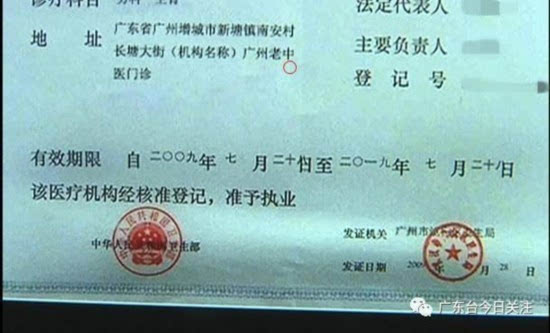 诊疗科目
法定代表人
地 址 广东省广州增城市新塘镇南安村
长塘大街（机构名称）广州老中
医门诊
主要负责人
登 记 号
有效期限 自二〇〇九年七月二十 日至二〇一九年七月二十 日
该医疗机构经核准登记，准予执业
中华人民共和国卫生部
发证机关 广州市 生局
发证日期 200 月 28 日
广东台今日关注